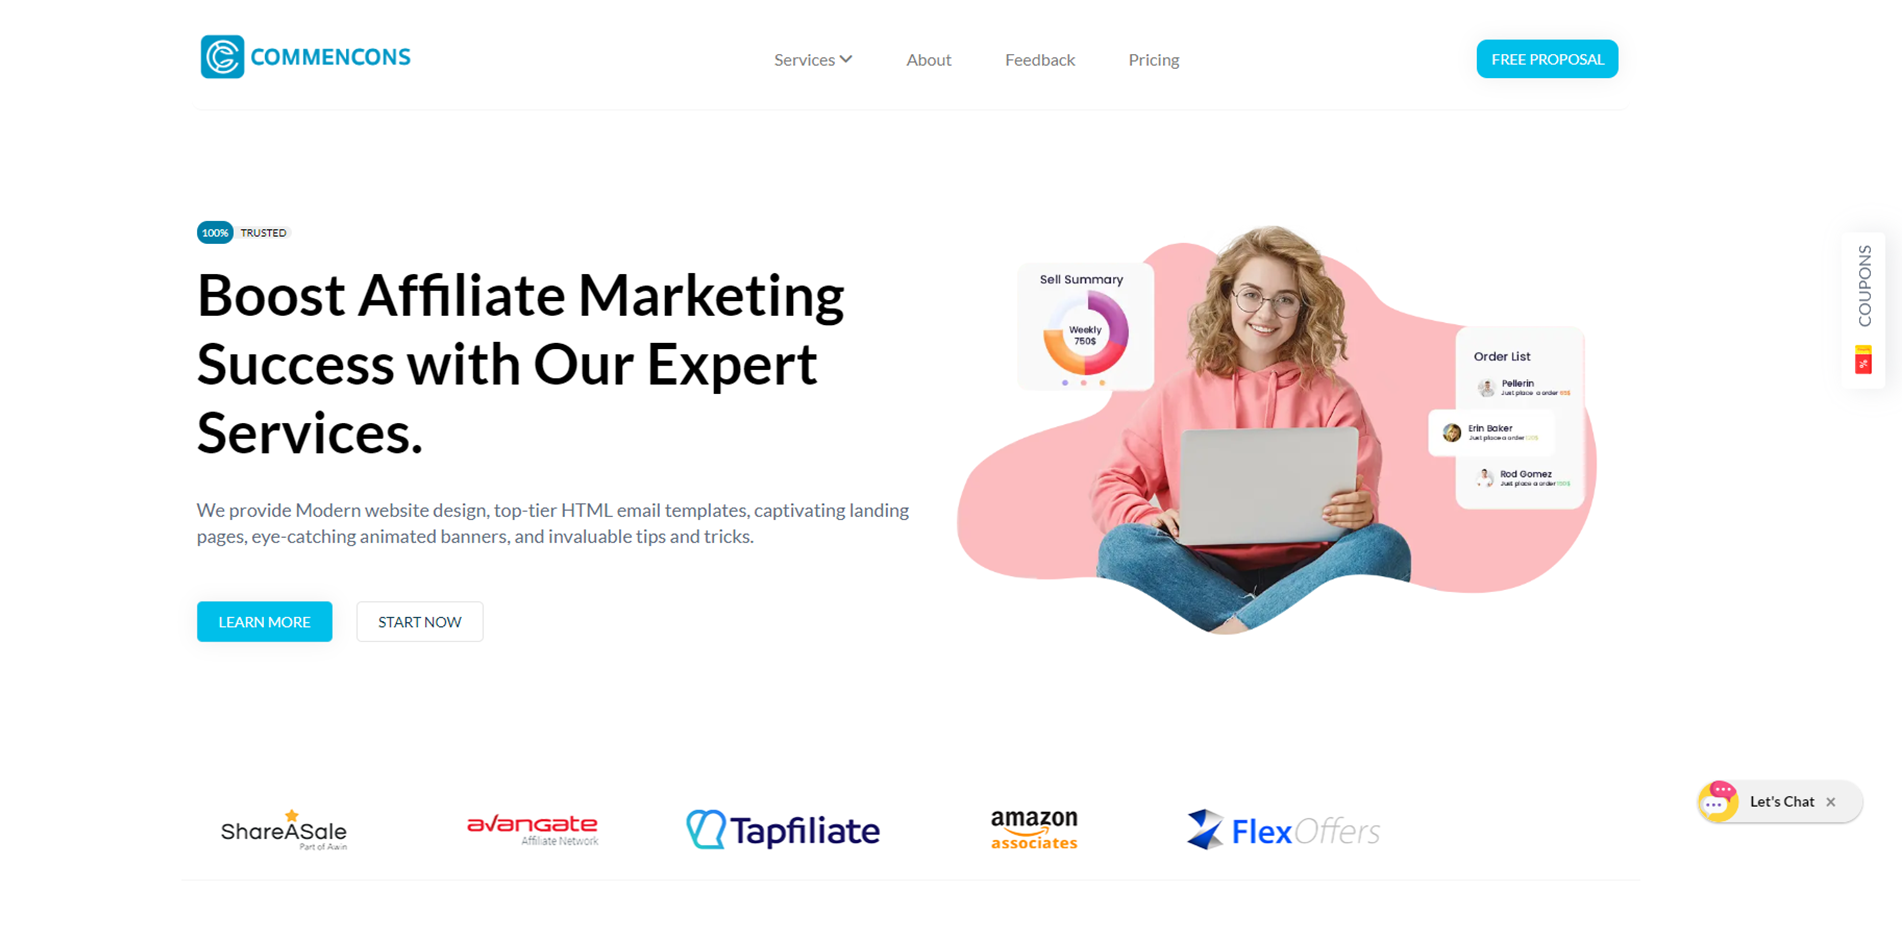 COMMENCONS
Services
About
Feedback
Pricing
FREE PROPOSAL
100% TRUSTED
Boost Affiliate Marketing
Success with Our Expert
Services.
We provide Modern website design, top-tier HTML email templates, captivating landing
pages, eye-catching animated banners, and invaluable tips and tricks.
LEARN MORE
START NOW
Sell Summary
Weekly
750$
Order List
Pellerin
Just place a order
Erin Baker
Just place a order
Rod Gomez
Just place a order
COUPONS
Let's Chat
ShareASale
Part of Awin
avangate
Affiliate Network
Tapfiliate
amazon
associates
FlexOffers